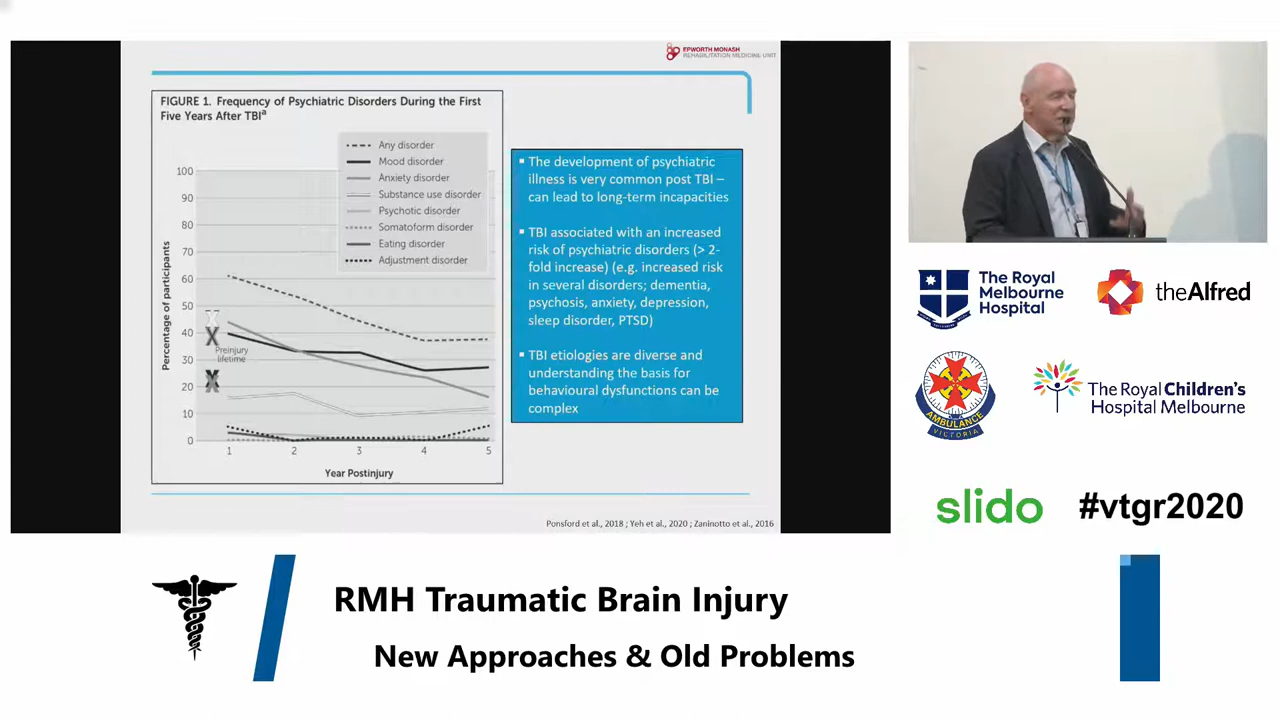 EPWORTH MONASH
REHABILITATION MEDICINE UNIT
FIGURE 1. Frequency of Psychiatric Disorders During the First
Five Years After TBIa
Any disorder
Mood disorder
Anxiety disorder
Substance use disorder
Psychotic disorder
Somatoform disorder
Eating disorder
Adjustment disorder
100
90
80
70
60
50
40
30
20
10
0
Percentage of participants
Preinjury
lifetime
1 2 3 4 5
Year Postinjury
▪ The development of psychiatric
illness is very common post TBI –
can lead to long-term incapacities
▪ TBI associated with an increased
risk of psychiatric disorders (> 2-
fold increase) (e.g. increased risk
in several disorders; dementia,
psychosis, anxiety, depression,
sleep disorder, PTSD)
▪ TBI etiologies are diverse and
understanding the basis for
behavioural dysfunctions can be
complex
Ponsford et al., 2018 ; Yeh et al., 2020 ; Zaninotto et al., 2016
The Royal
Melbourne
Hospital
theAlfred
AMBULANCE
VICTORIA
The Royal Children's
Hospital Melbourne
slido
#vtgr2020
RMH Traumatic Brain Injury
New Approaches & Old Problems